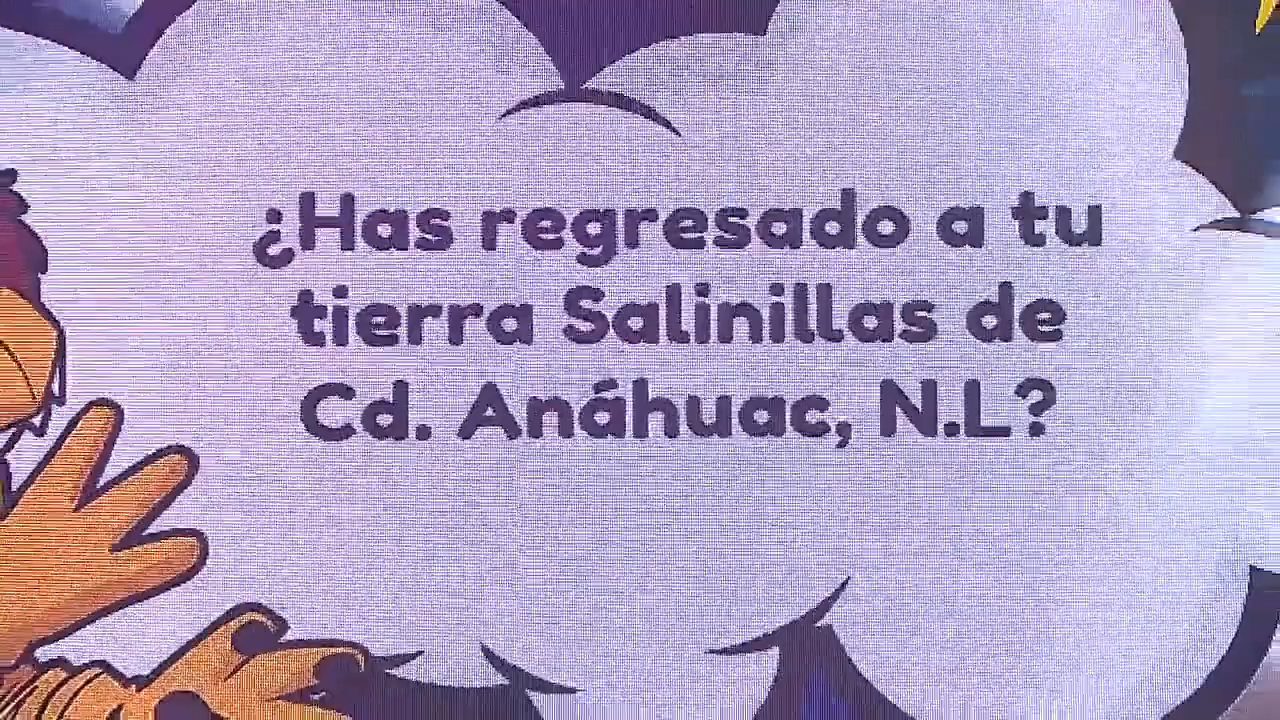 ¿Has regresado a tu
tierra Salinillas de
Cd. Anáhuac, N.L?